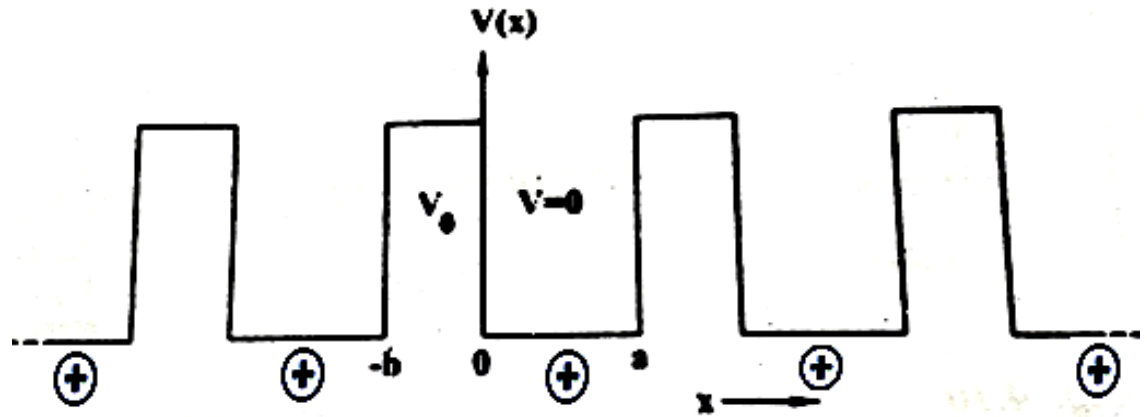 V(x)
V₀ V=0
-b 0 a
+ + + + +
x